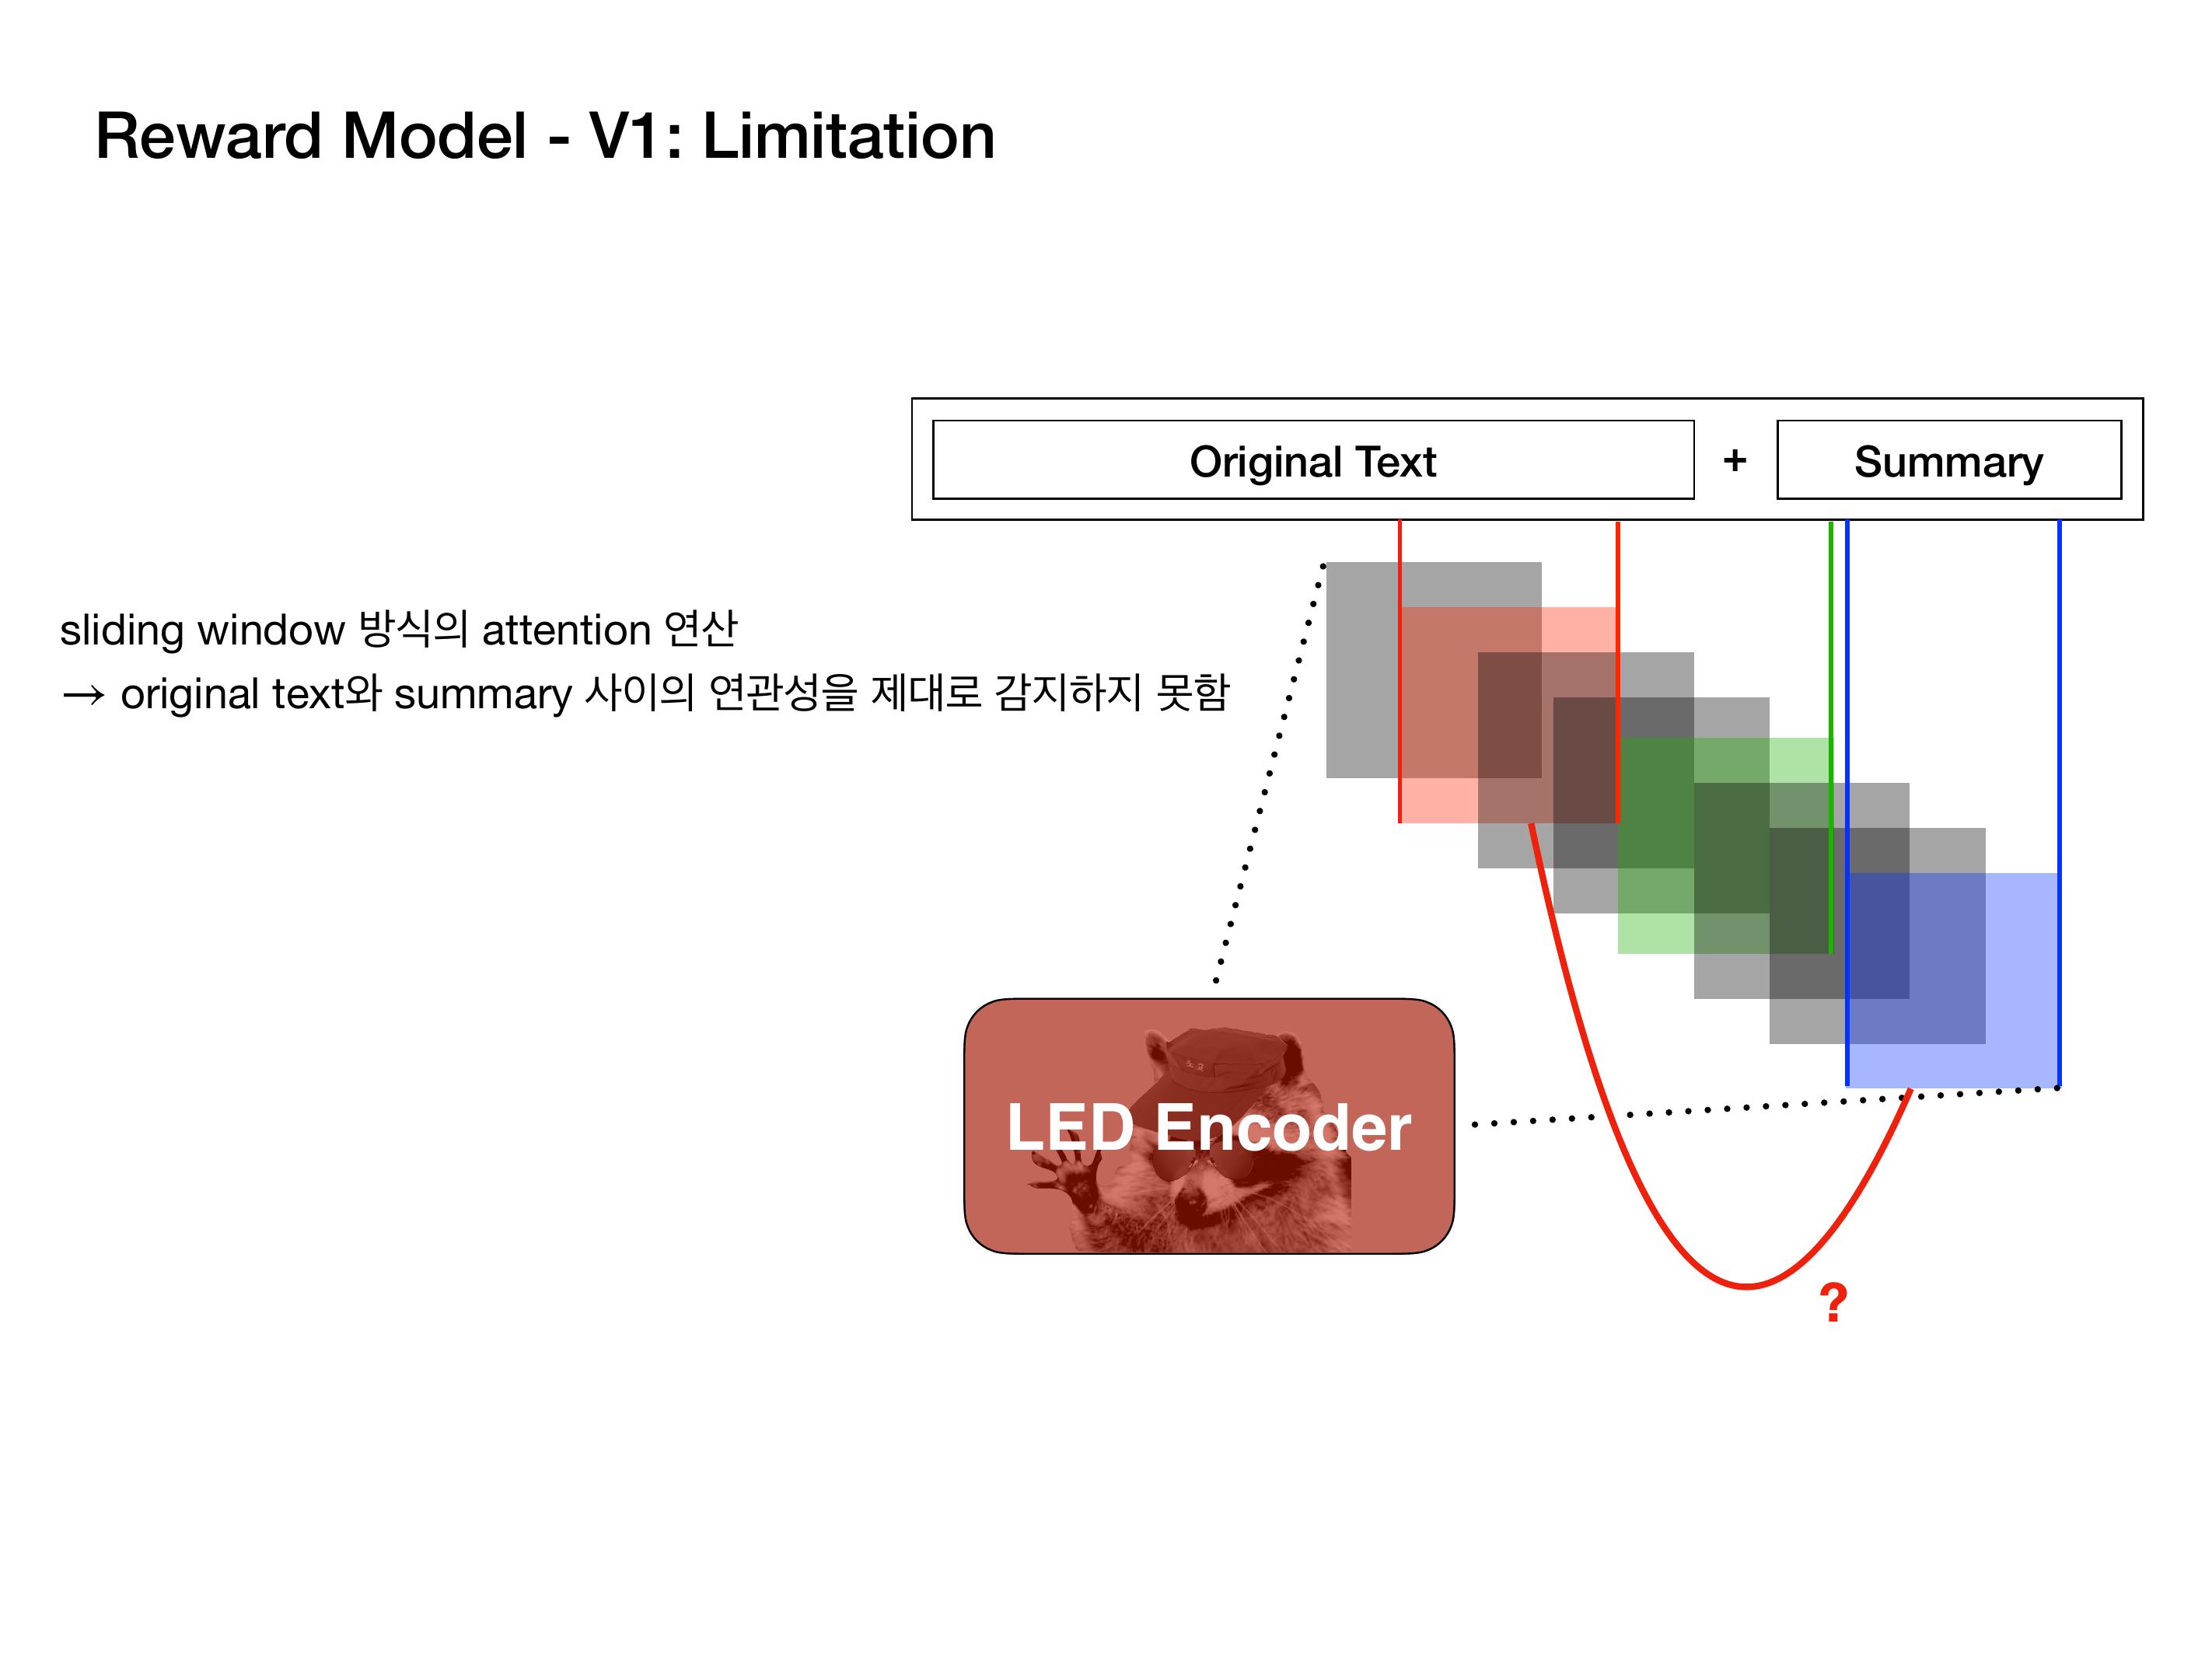 Reward Model - V1: Limitation
Original Text + Summary
sliding window 방식의 attention 연산
→ original text와 summary 사이의 연관성을 제대로 감지하지 못함
LED Encoder
?